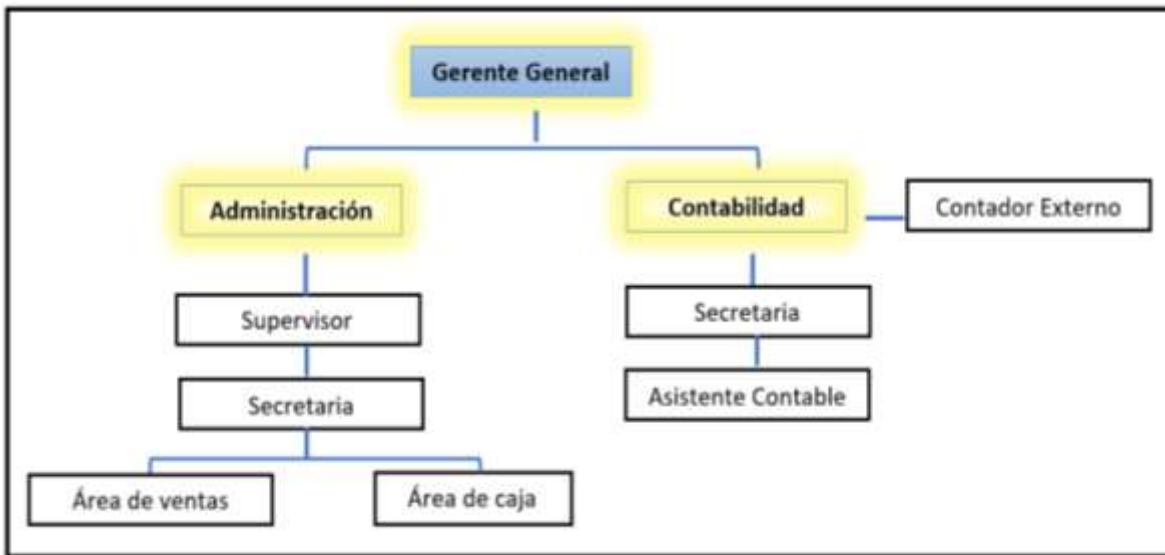 Gerente General
Administración
Contabilidad
Contador Externo
Supervisor
Secretaria
Secretaria
Asistente Contable
Área de ventas
Área de caja